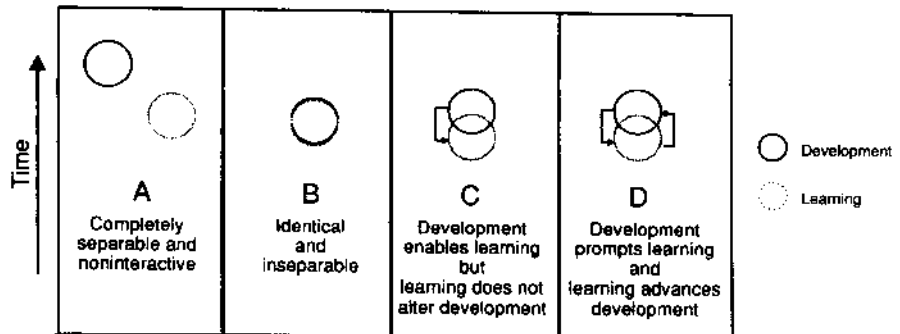 Time
A
Completely
separable and
noninteractive
B
Identical
and
inseparable
C
Development
enables learning
but
learning does not
alter development
D
Development
prompts learning
and
learning advances
development
Development
Learning